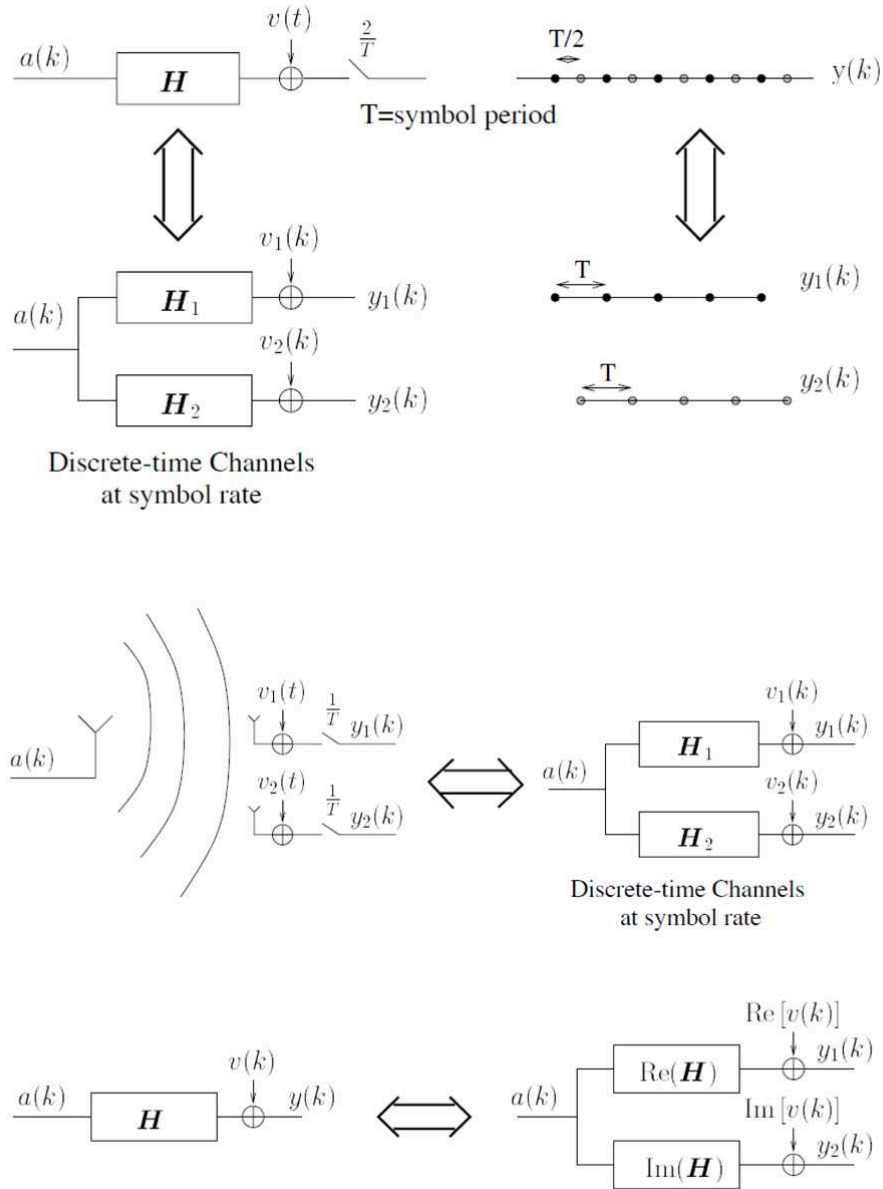 v(t)
2/T
a(k)
H
T/2
y(k)
T=symbol period
v₁(k)
T
y₁(k)
H₁
y₁(k)
a(k)
v₂(k)
T
y₂(k)
H₂
y₂(k)
Discrete-time Channels
at symbol rate
v₁(t)
1/T
y₁(k)
a(k)
v₂(t)
1/T
y₂(k)
v₁(k)
H₁
y₁(k)
a(k)
v₂(k)
H₂
y₂(k)
Discrete-time Channels
at symbol rate
v(k)
a(k)
H
y(k)
Re [v(k)]
Re(H)
y₁(k)
a(k)
Im [v(k)]
Im(H)
y₂(k)